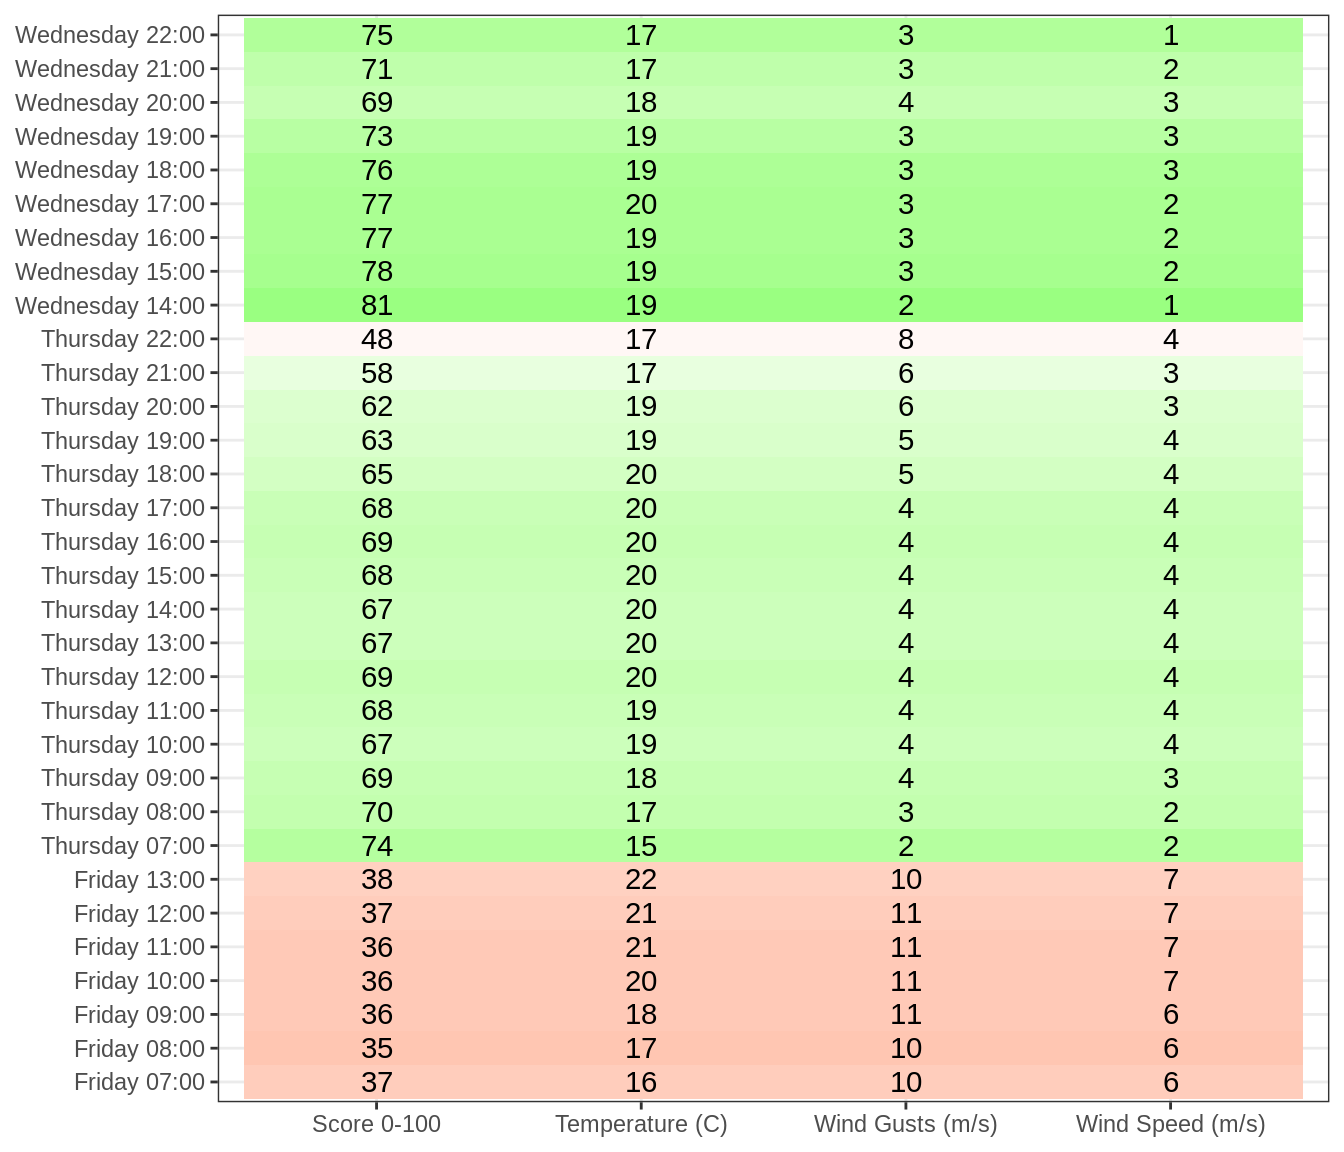 Wednesday 22:00 75 17 3 1
Wednesday 21:00 71 17 3 2
Wednesday 20:00 69 18 4 3
Wednesday 19:00 73 19 3 3
Wednesday 18:00 76 19 3 3
Wednesday 17:00 77 20 3 2
Wednesday 16:00 77 19 3 2
Wednesday 15:00 78 19 3 2
Wednesday 14:00 81 19 2 1
Thursday 22:00 48 17 8 4
Thursday 21:00 58 17 6 3
Thursday 20:00 62 19 6 3
Thursday 19:00 63 19 5 4
Thursday 18:00 65 20 5 4
Thursday 17:00 68 20 4 4
Thursday 16:00 69 20 4 4
Thursday 15:00 68 20 4 4
Thursday 14:00 67 20 4 4
Thursday 13:00 67 20 4 4
Thursday 12:00 69 20 4 4
Thursday 11:00 68 19 4 4
Thursday 10:00 67 19 4 4
Thursday 09:00 69 18 4 3
Thursday 08:00 70 17 3 2
Thursday 07:00 74 15 2 2
Friday 13:00 38 22 10 7
Friday 12:00 37 21 11 7
Friday 11:00 36 21 11 7
Friday 10:00 36 20 11 7
Friday 09:00 36 18 11 6
Friday 08:00 35 17 10 6
Friday 07:00 37 16 10 6
Score 0-100 Temperature (C) Wind Gusts (m/s) Wind Speed (m/s)